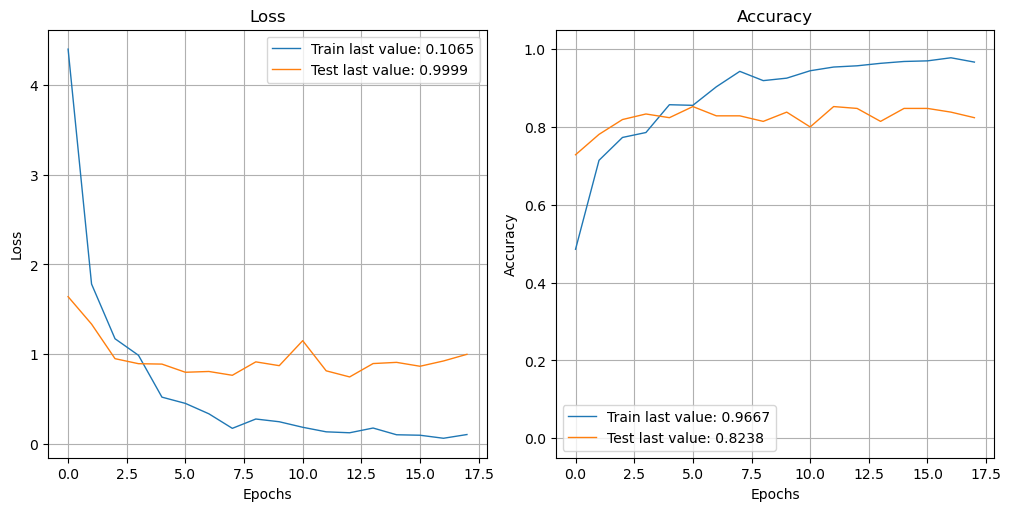 Loss
Train last value: 0.1065
Test last value: 0.9999
4
3
2
1
0
Loss
0.0
2.5
5.0
7.5
10.0
12.5
15.0
17.5
Epochs
Accuracy
1.0
0.8
0.6
0.4
0.2
0.0
Accuracy
Train last value: 0.9667
Test last value: 0.8238
0.0
2.5
5.0
7.5
10.0
12.5
15.0
17.5
Epochs